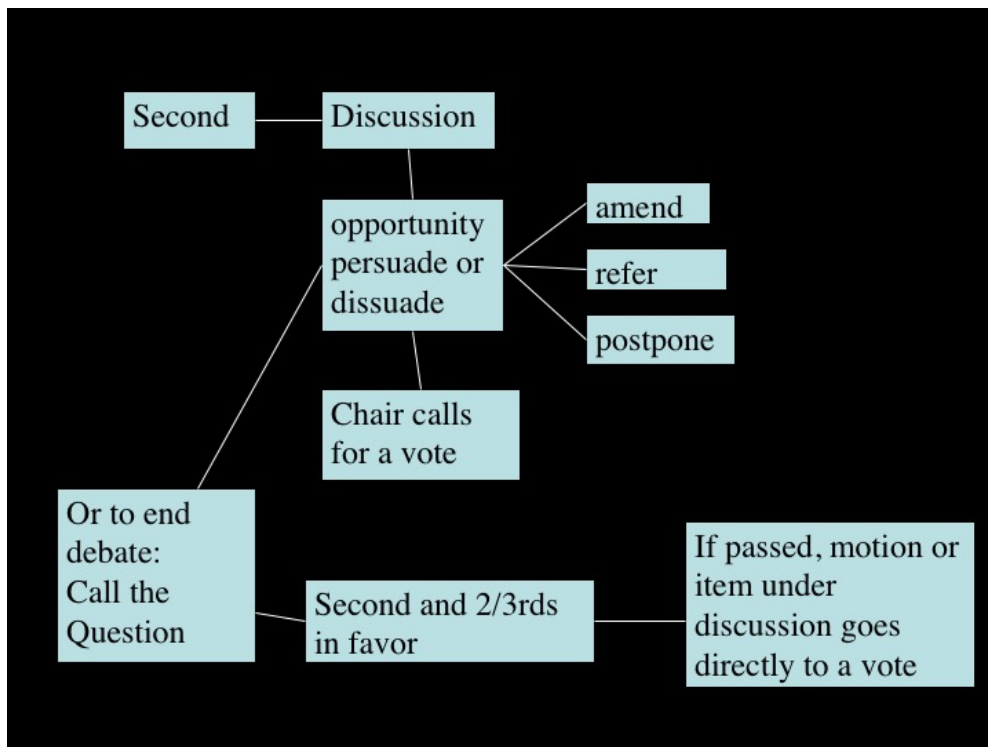 Second
Discussion
opportunity
persuade or
dissuade
amend
refer
postpone
Chair calls
for a vote
Or to end
debate:
Call the
Question
Second and 2/3rds
in favor
If passed, motion or
item under
discussion goes
directly to a vote